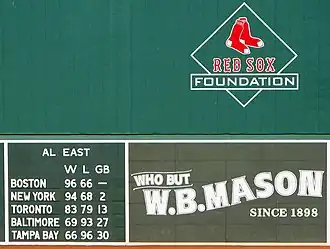 RED SOX
FOUNDATION
AL EAST
W L GB
BOSTON 96 66 —
NEW YORK 94 68 2
TORONTO 83 79 13
BALTIMORE 69 93 27
TAMPA BAY 66 96 30
WHO BUT
W.B.MASON
SINCE 1898